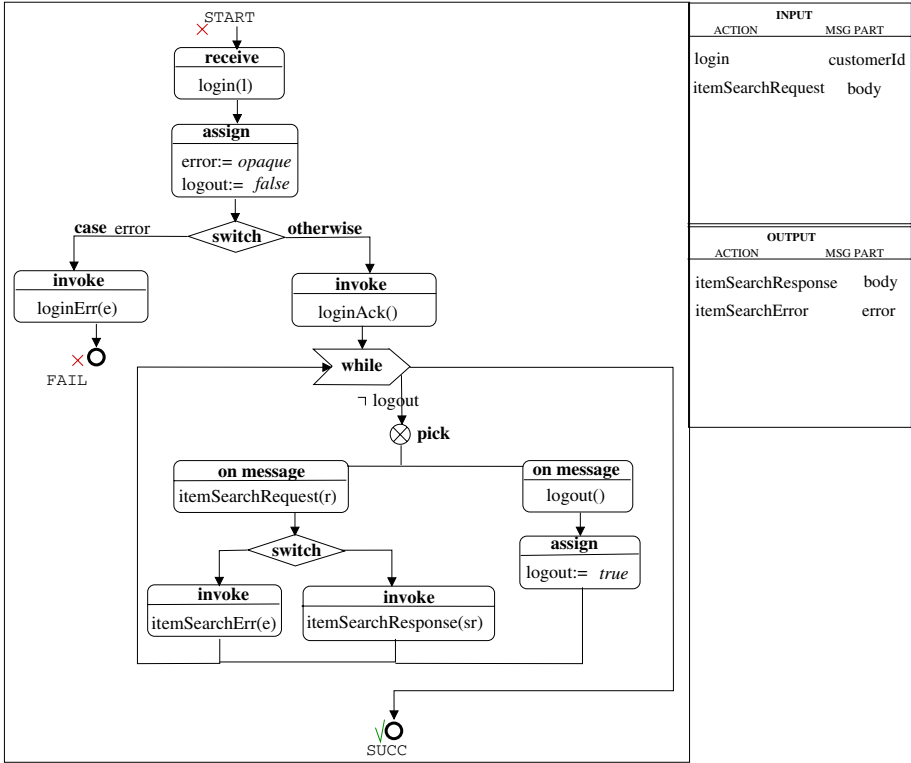 START
receive
login(l)
assign
error:= opaque
logout:= false
case error
switch
otherwise
invoke
loginErr(e)
FAIL
invoke
loginAck()
while
¬ logout
pick
on message
itemSearchRequest(r)
switch
invoke
itemSearchErr(e)
invoke
itemSearchResponse(sr)
on message
logout()
assign
logout:= true
SUCC
INPUT
ACTION MSG PART
login customerId
itemSearchRequest body
OUTPUT
ACTION MSG PART
itemSearchResponse body
itemSearchError error